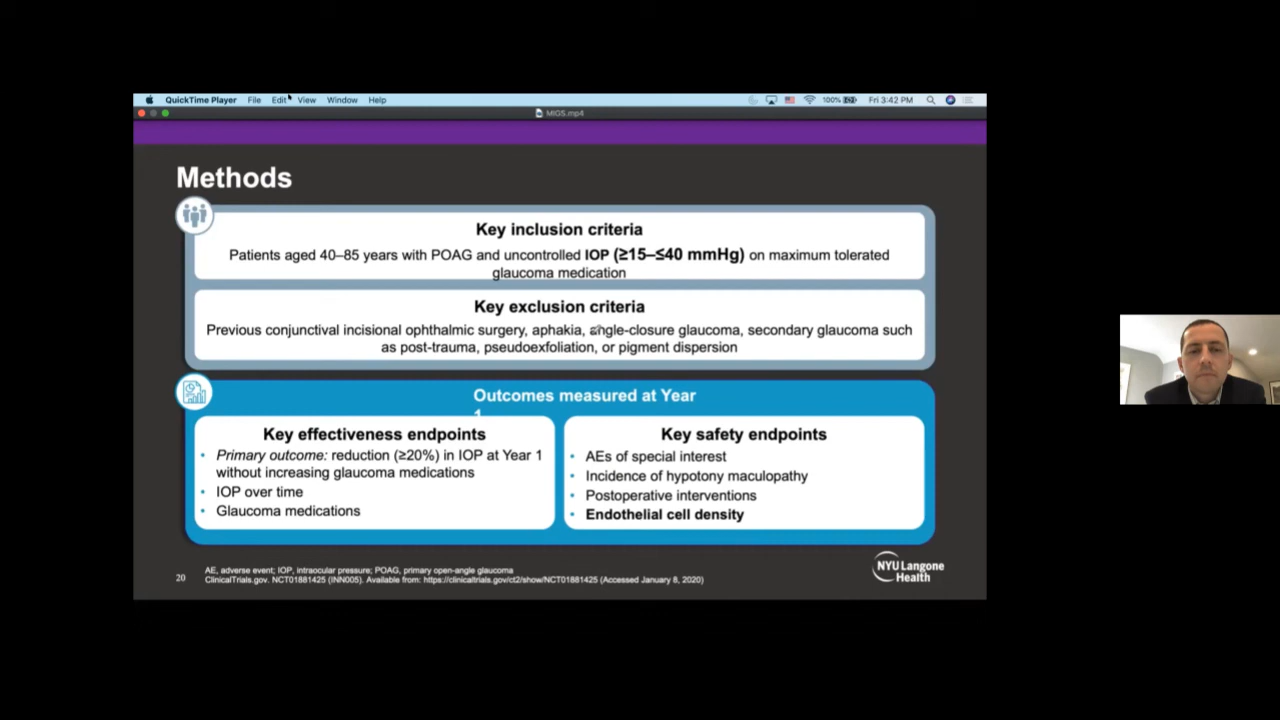 QuickTime Player File Edit View Window Help 100% Fri 3:42 PM
MIGS.mp4
Methods
Key inclusion criteria
Patients aged 40–85 years with POAG and uncontrolled IOP (≥15–≤40 mmHg) on maximum tolerated
glaucoma medication
Key exclusion criteria
Previous conjunctival incisional ophthalmic surgery, aphakia, angle-closure glaucoma, secondary glaucoma such
as post-trauma, pseudoexfoliation, or pigment dispersion
Outcomes measured at Year
1
Key effectiveness endpoints
• Primary outcome: reduction (≥20%) in IOP at Year 1
without increasing glaucoma medications
• IOP over time
• Glaucoma medications
Key safety endpoints
• AEs of special interest
• Incidence of hypotony maculopathy
• Postoperative interventions
• Endothelial cell density
20
AE, adverse event; IOP, intraocular pressure; POAG, primary open-angle glaucoma
ClinicalTrials.gov. NCT01881425 (INN005). Available from: https://clinicaltrials.gov/ct2/show/NCT01881425 (Accessed January 8, 2020)
NYU Langone
Health